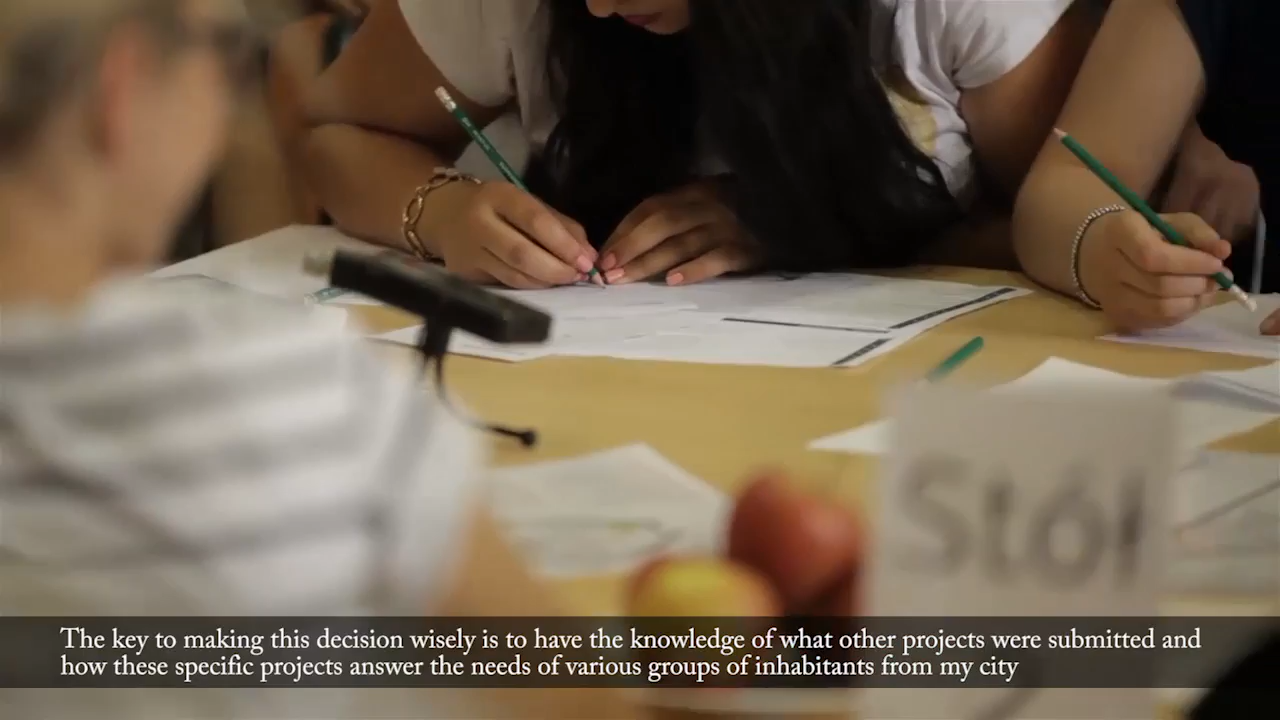 Stół
The key to making this decision wisely is to have the knowledge of what other projects were submitted and
how these specific projects answer the needs of various groups of inhabitants from my city